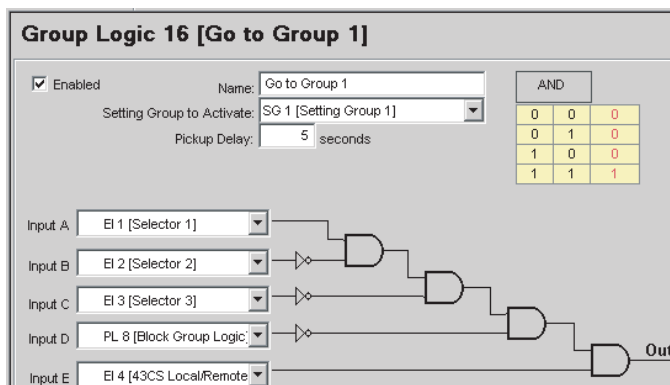 Group Logic 16 [Go to Group 1]
Enabled
Name: Go to Group 1
Setting Group to Activate: SG 1 [Setting Group 1]
Pickup Delay: 5 seconds
AND
0 0 0
0 1 0
1 0 0
1 1 1
Input A EI 1 [Selector 1]
Input B EI 2 [Selector 2]
Input C EI 3 [Selector 3]
Input D PL 8 [Block Group Logic]
Input E EI 4 [43CS Local/Remote
Out